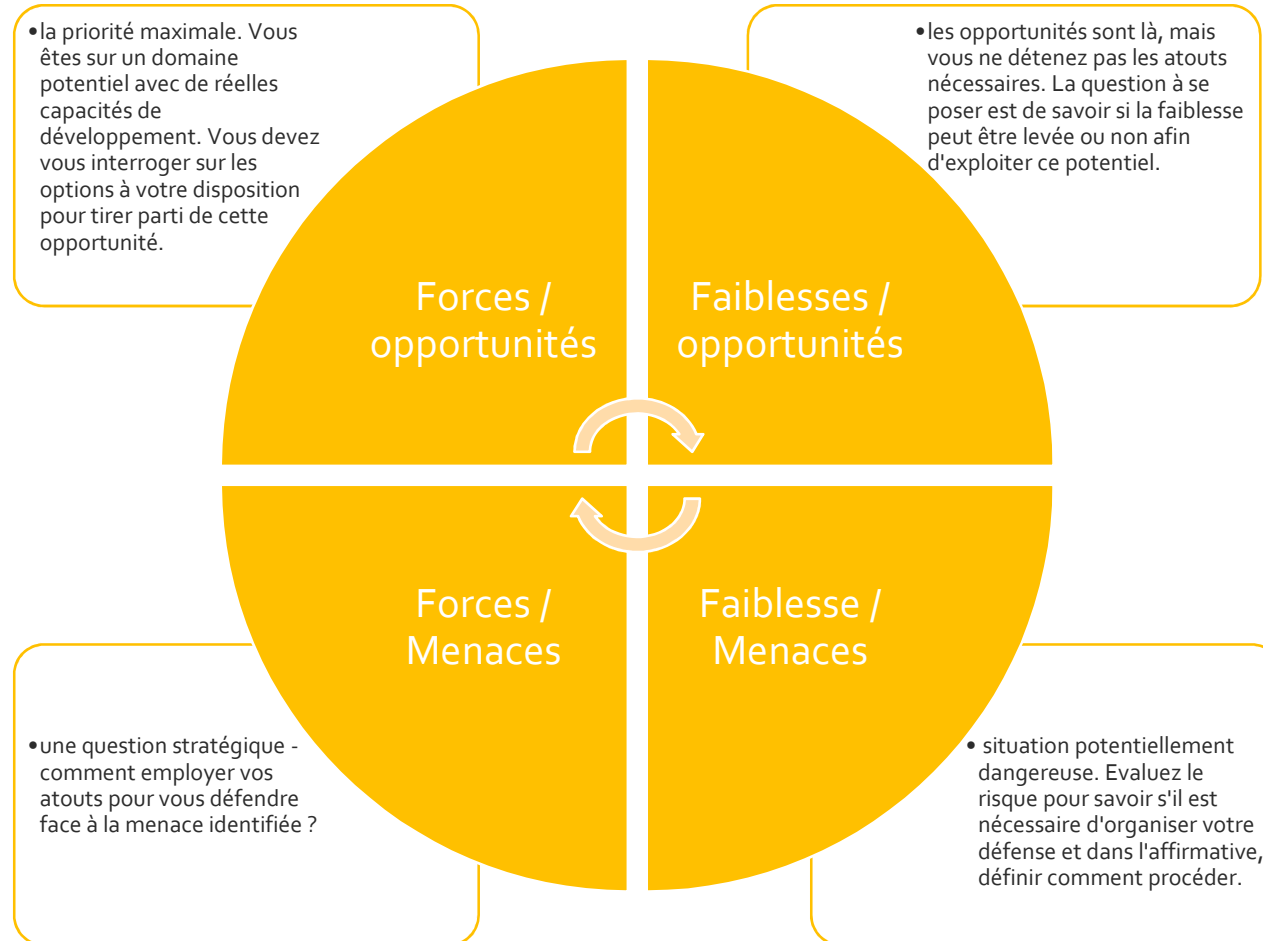 •la priorité maximale. Vous
êtes sur un domaine
potentiel avec de réelles
capacités de
développement. Vous devez
vous interroger sur les
options à votre disposition
pour tirer parti de cette
opportunité.
•les opportunités sont là, mais
vous ne détenez pas les atouts
nécessaires. La question à se
poser est de savoir si la faiblesse
peut être levée ou non afin
d'exploiter ce potentiel.
Forces /
opportunités
Faiblesses /
opportunités
Forces /
Menaces
Faiblesse /
Menaces
•une question stratégique -
comment employer vos
atouts pour vous défendre
face à la menace identifiée ?
• situation potentiellement
dangereuse. Evaluez le
risque pour savoir s'il est
nécessaire d'organiser votre
défense et dans l'affirmative,
définir comment procéder.